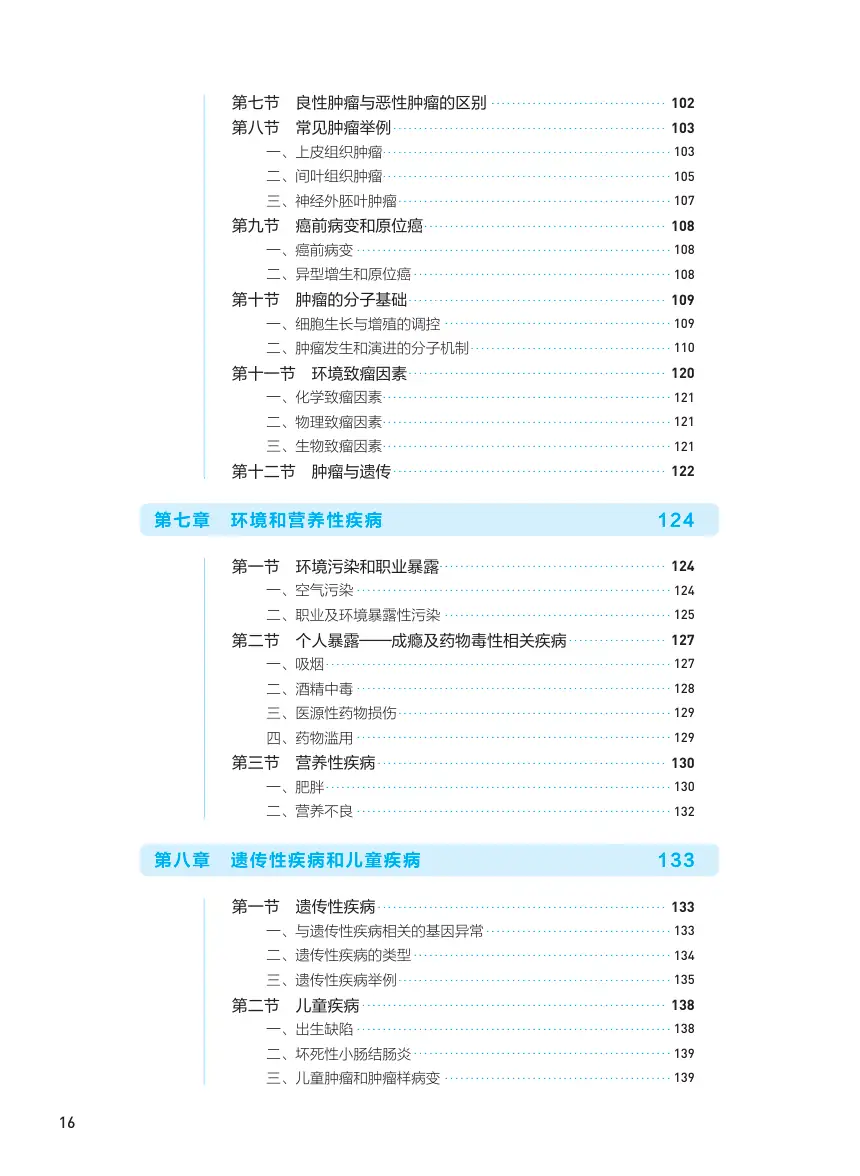 第七节 良性肿瘤与恶性肿瘤的区别 102
第八节 常见肿瘤举例 103
一、上皮组织肿瘤 103
二、间叶组织肿瘤 105
三、神经外胚叶肿瘤 107
第九节 癌前病变和原位癌 108
一、癌前病变 108
二、异型增生和原位癌 108
第十节 肿瘤的分子基础 109
一、细胞生长与增殖的调控 109
二、肿瘤发生和演进的分子机制 110
第十一节 环境致瘤因素 120
一、化学致瘤因素 121
二、物理致瘤因素 121
三、生物致瘤因素 121
第十二节 肿瘤与遗传 122
第七章 环境和营养性疾病 124
第一节 环境污染和职业暴露 124
一、空气污染 124
二、职业及环境暴露性污染 125
第二节 个人暴露——成瘾及药物毒性相关疾病 127
一、吸烟 127
二、酒精中毒 128
三、医源性药物损伤 129
四、药物滥用 129
第三节 营养性疾病 130
一、肥胖 130
二、营养不良 132
第八章 遗传性疾病和儿童疾病 133
第一节 遗传性疾病 133
一、与遗传性疾病相关的基因异常 133
二、遗传性疾病的类型 134
三、遗传性疾病举例 135
第二节 儿童疾病 138
一、出生缺陷 138
二、坏死性小肠结肠炎 139
三、儿童肿瘤和肿瘤样病变 139
16